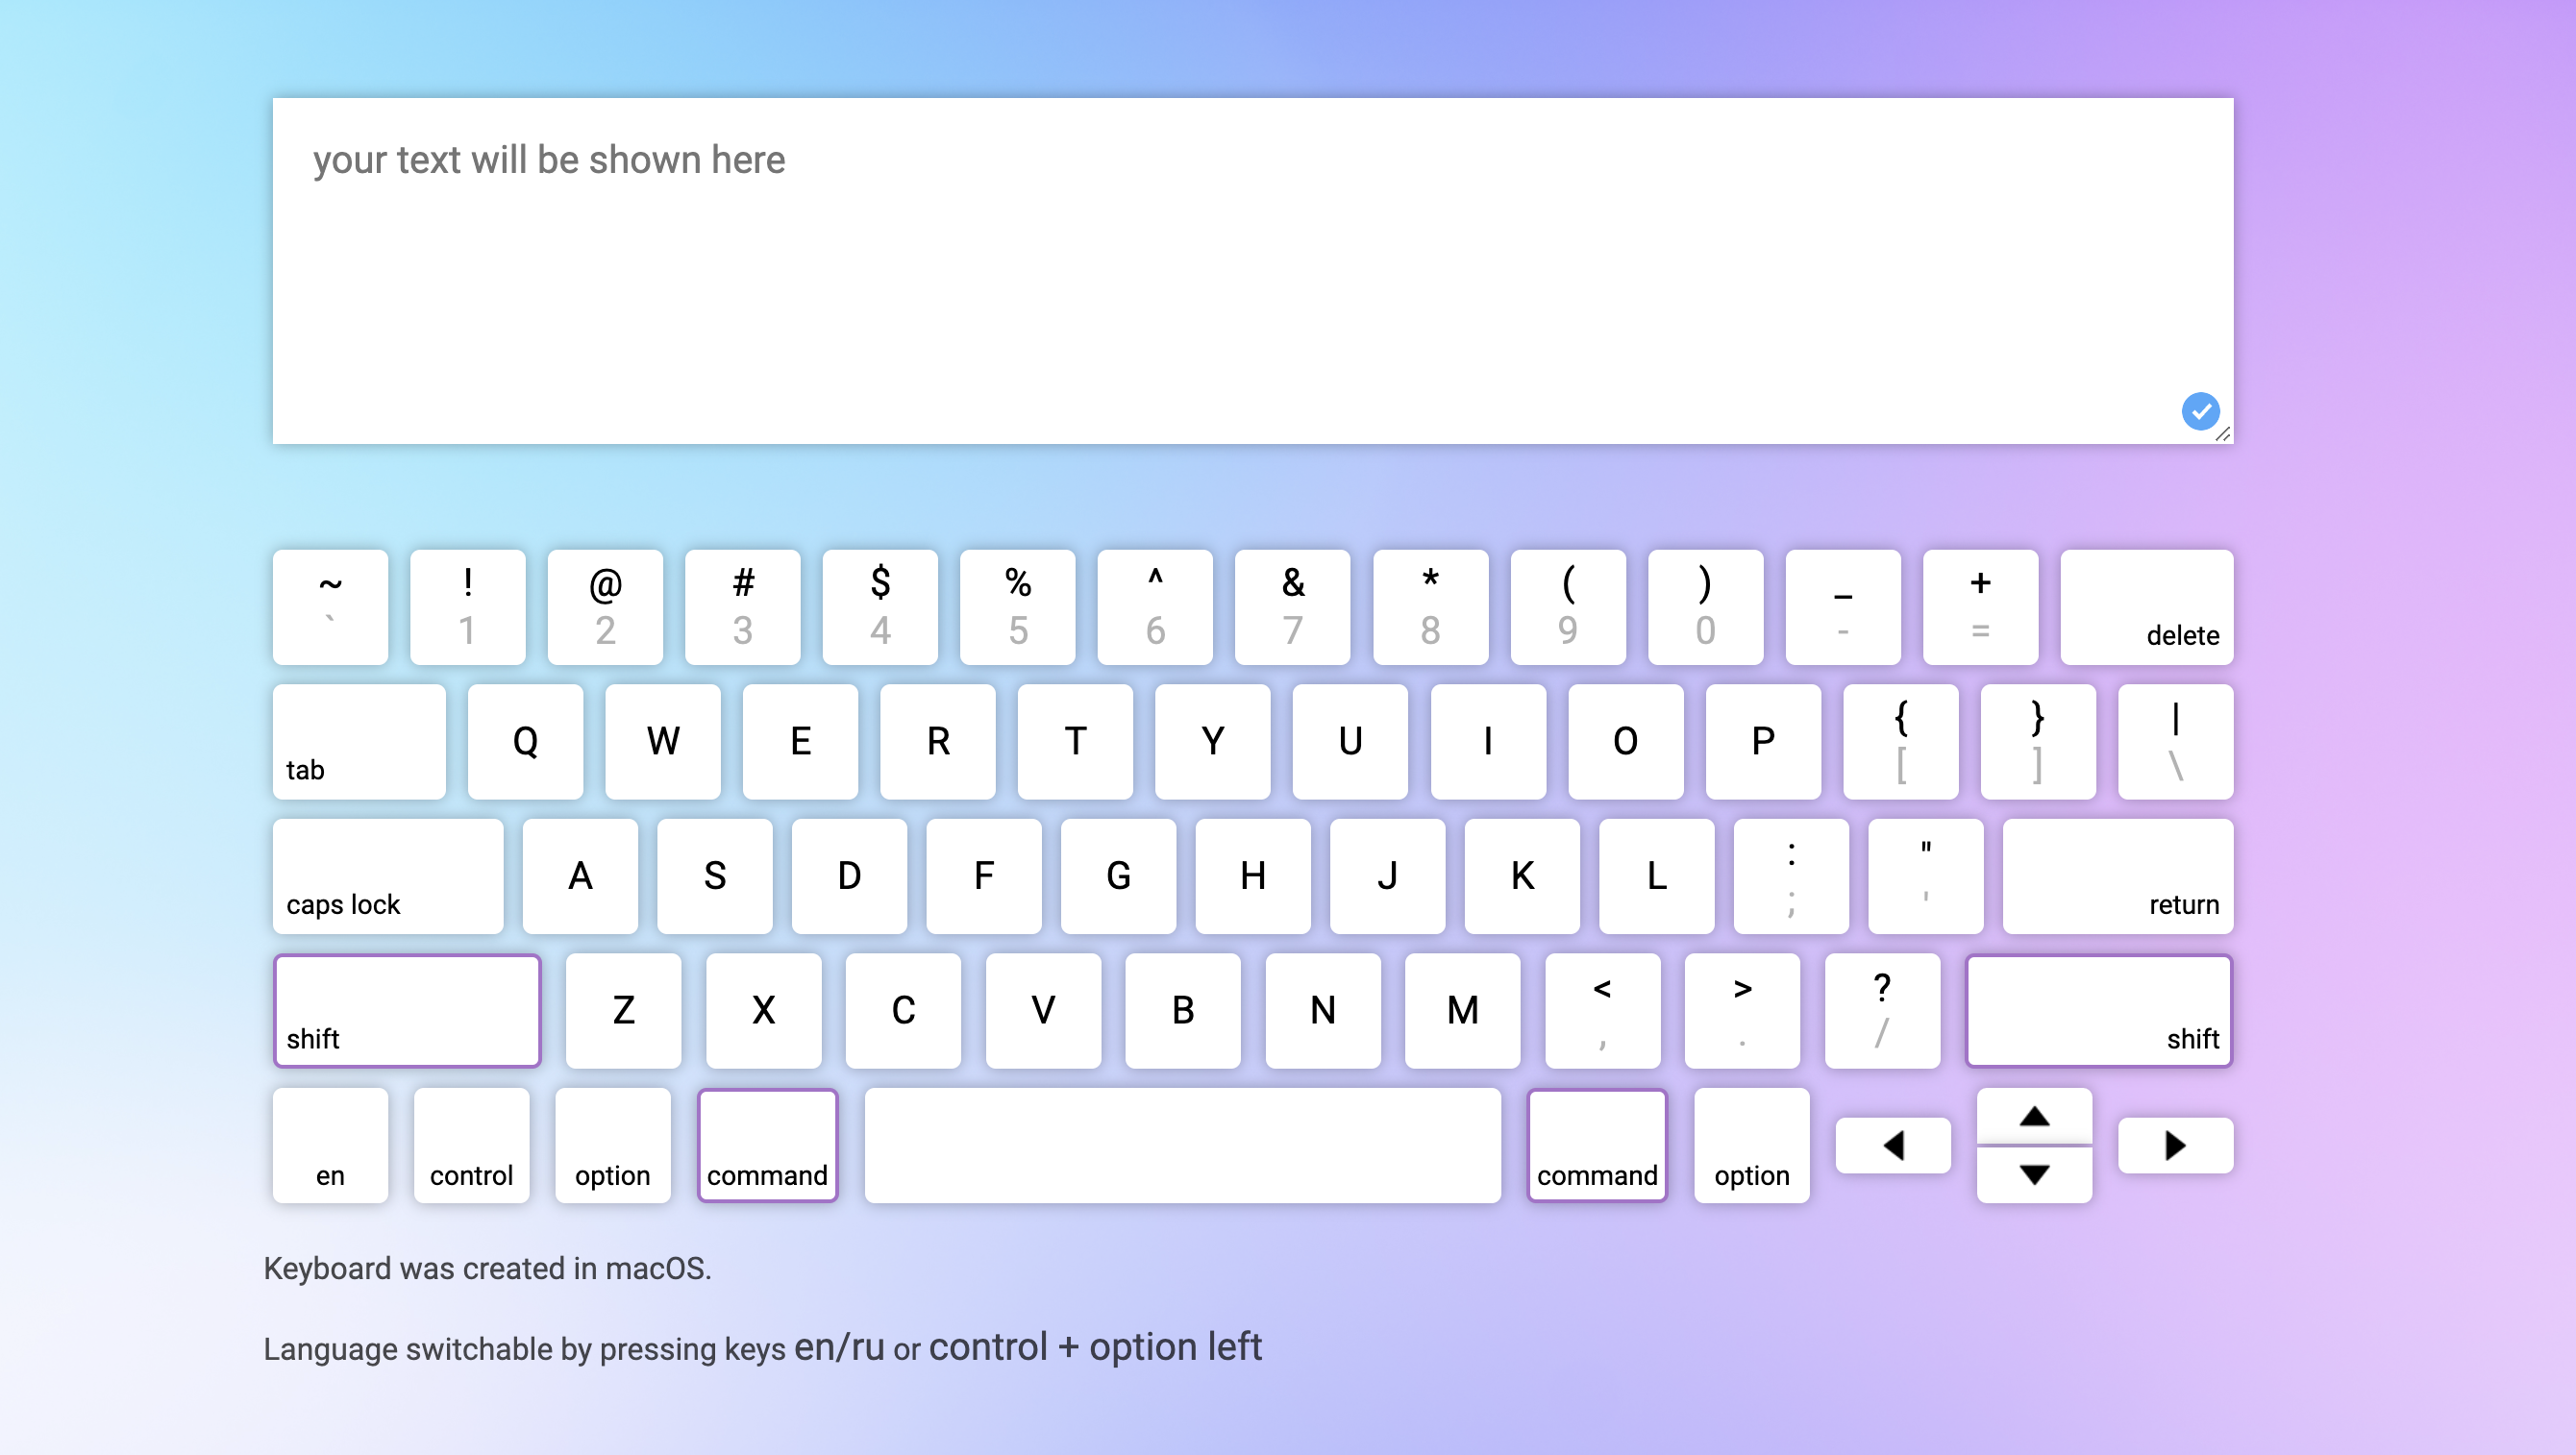 your text will be shown here
~ ! @ # $ % ^ & * ( ) _ +
` 1 2 3 4 5 6 7 8 9 0 - = delete
tab Q W E R T Y U I O P { } |
[ ] \
caps lock A S D F G H J K L : " return
; '
shift Z X C V B N M < > ? shift
, . /
en control option command command option
Keyboard was created in macOS.
Language switchable by pressing keys en/ru or control + option left